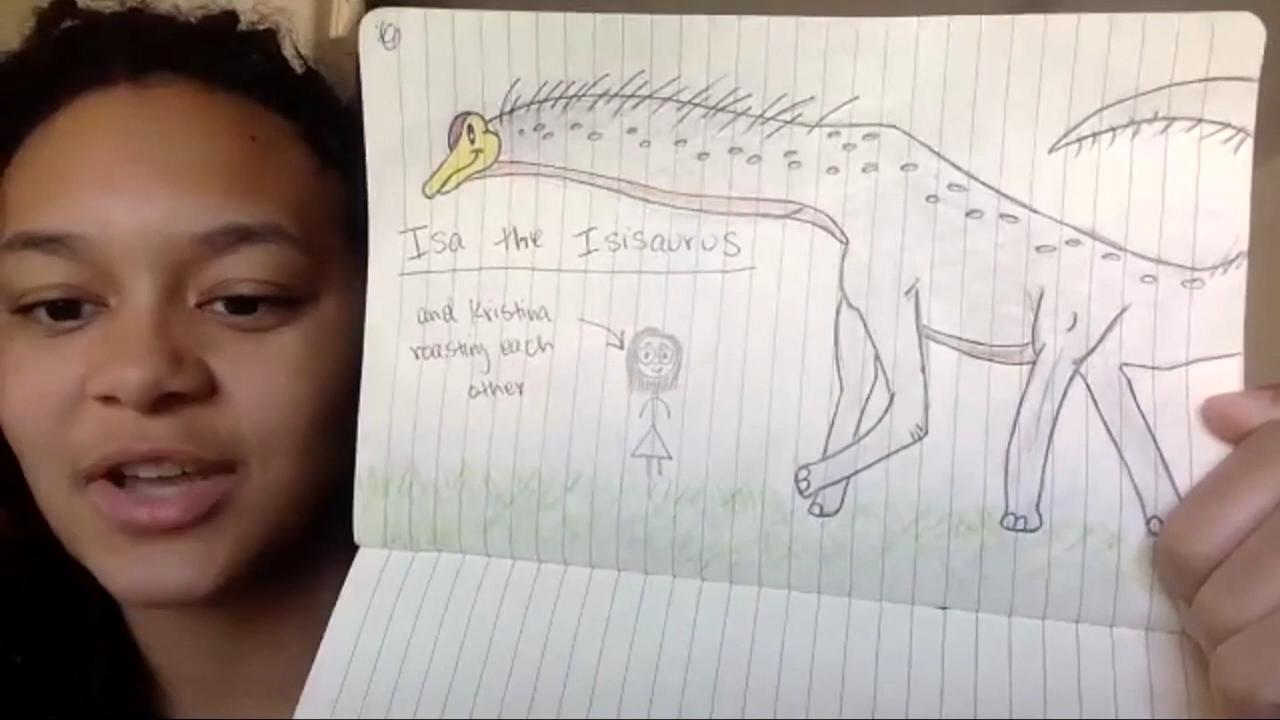 Isa the Isisaurus
and Kristina
roasting each
other